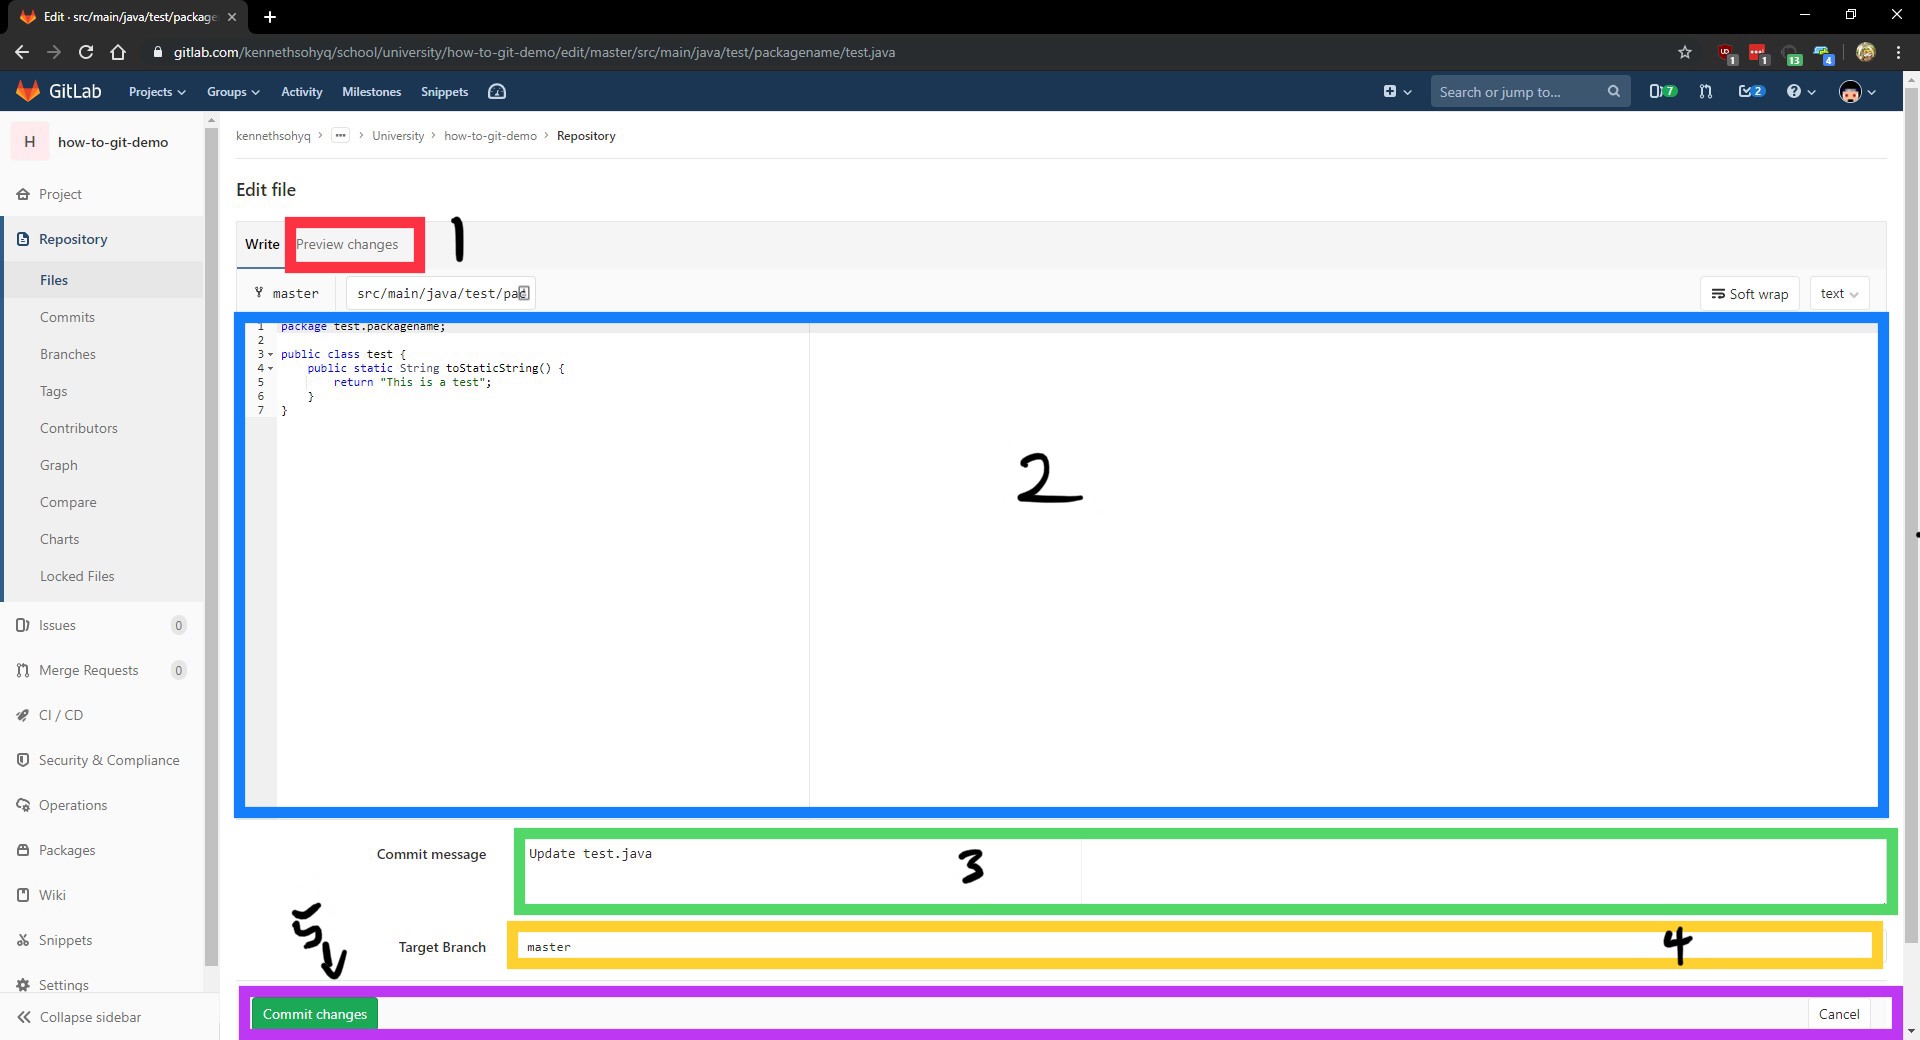 Edit · src/main/java/test/package
gitlab.com/kennethsohyq/school/university/how-to-git-demo/edit/master/src/main/java/test/packagename/test.java
1
1
13
4
GitLab
Projects
Groups
Activity
Milestones
Snippets
Search or jump to...
7
2
H
how-to-git-demo
Project
Repository
Files
Commits
Branches
Tags
Contributors
Graph
Compare
Charts
Locked Files
Issues 0
Merge Requests 0
CI / CD
Security & Compliance
Operations
Packages
Wiki
Snippets
Settings
Collapse sidebar
kennethsohyq > ... > University > how-to-git-demo > Repository
Edit file
Write Preview changes 1
master src/main/java/test/pac Soft wrap text
1 package test.packagename;
2
3 public class test {
4 public static String toStaticString() {
5 return "This is a test";
6 }
7 }
2
Commit message Update test.java 3
5
Target Branch master 4
Commit changes Cancel